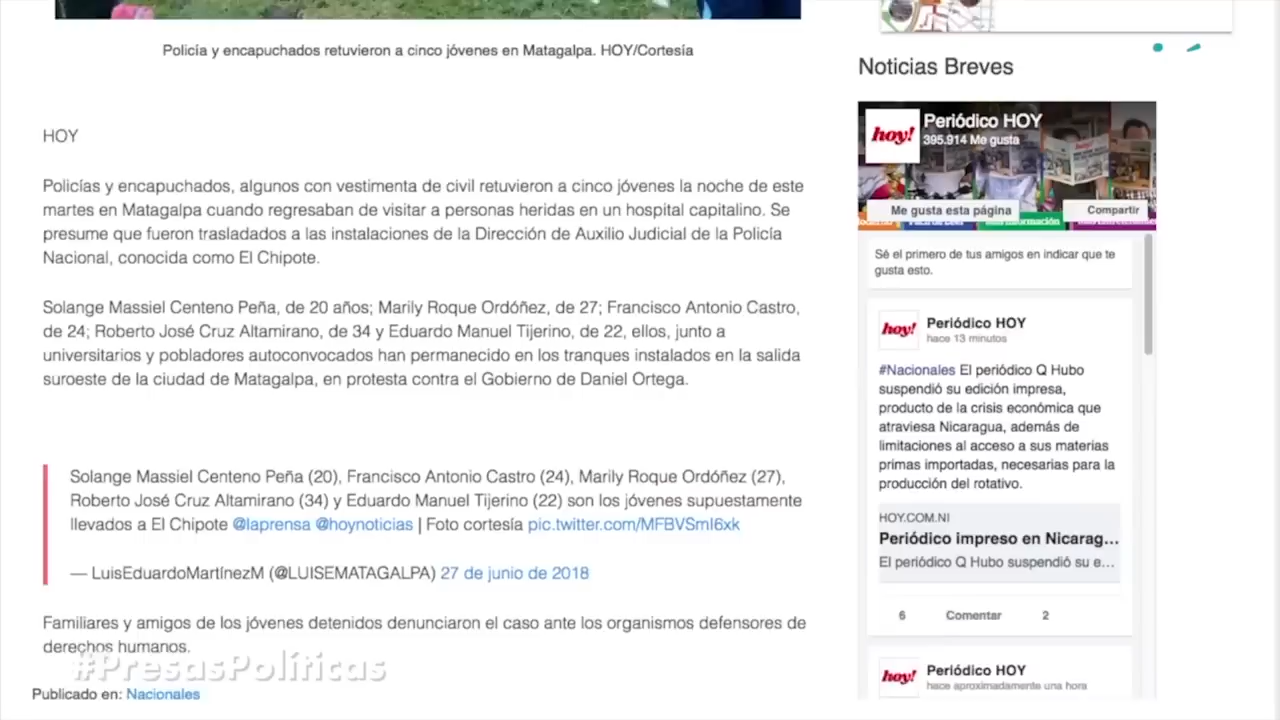 Policía y encapuchados retuvieron a cinco jóvenes en Matagalpa. HOY/Cortesía
HOY
Policías y encapuchados, algunos con vestimenta de civil retuvieron a cinco jóvenes la noche de este
martes en Matagalpa cuando regresaban de visitar a personas heridas en un hospital capitalino. Se
presume que fueron trasladados a las instalaciones de la Dirección de Auxilio Judicial de la Policía
Nacional, conocida como El Chipote.
Solange Massiel Centeno Peña, de 20 años; Marily Roque Ordóñez, de 27; Francisco Antonio Castro,
de 24; Roberto José Cruz Altamirano, de 34 y Eduardo Manuel Tijerino, de 22, ellos, junto a
universitarios y pobladores autoconvocados han permanecido en los tranques instalados en la salida
suroeste de la ciudad de Matagalpa, en protesta contra el Gobierno de Daniel Ortega.
Solange Massiel Centeno Peña (20), Francisco Antonio Castro (24), Marily Roque Ordóñez (27),
Roberto José Cruz Altamirano (34) y Eduardo Manuel Tijerino (22) son los jóvenes supuestamente
llevados a El Chipote @laprensa @hoynoticias | Foto cortesía pic.twitter.com/MFBVSmI6xk
— LuisEduardoMartínezM (@LUISEMATAGALPA) 27 de junio de 2018
Familiares y amigos de los jóvenes detenidos denunciaron el caso ante los organismos defensores de
derechos humanos.
#PresasPolíticas
Publicado en: Nacionales
Noticias Breves
hoy!
Periódico HOY
395.914 Me gusta
Me gusta esta página
Compartir
Sé el primero de tus amigos en indicar que te
gusta esto.
hoy!
Periódico HOY
hace 13 minutos
#Nacionales El periódico Q Hubo
suspendió su edición impresa,
producto de la crisis económica que
atraviesa Nicaragua, además de
limitaciones al acceso a sus materias
primas importadas, necesarias para la
producción del rotativo.
HOY.COM.NI
Periódico impreso en Nicarag...
El periódico Q Hubo suspendió su e...
6 Comentar 2
hoy!
Periódico HOY
hace aproximadamente una hora